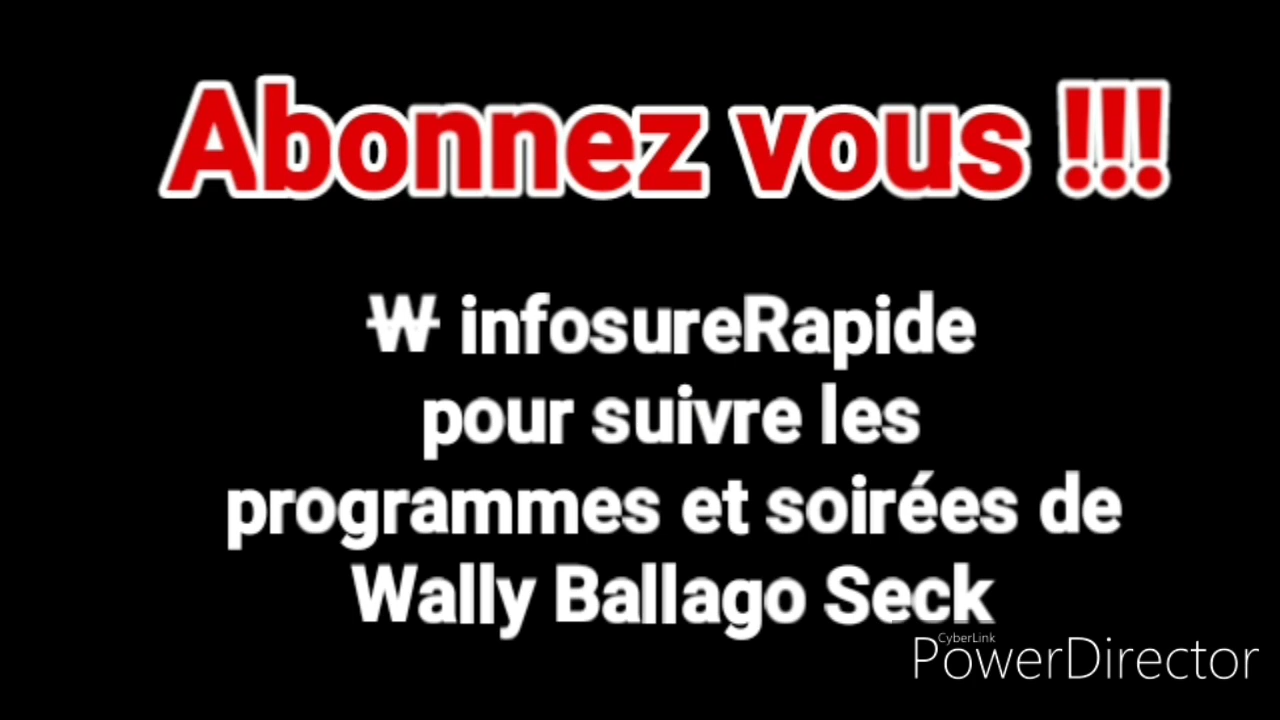 Abonnez vous !!!
₩ infosureRapide
pour suivre les
programmes et soirées de
Wally Ballago Seck
CyberLink
PowerDirector